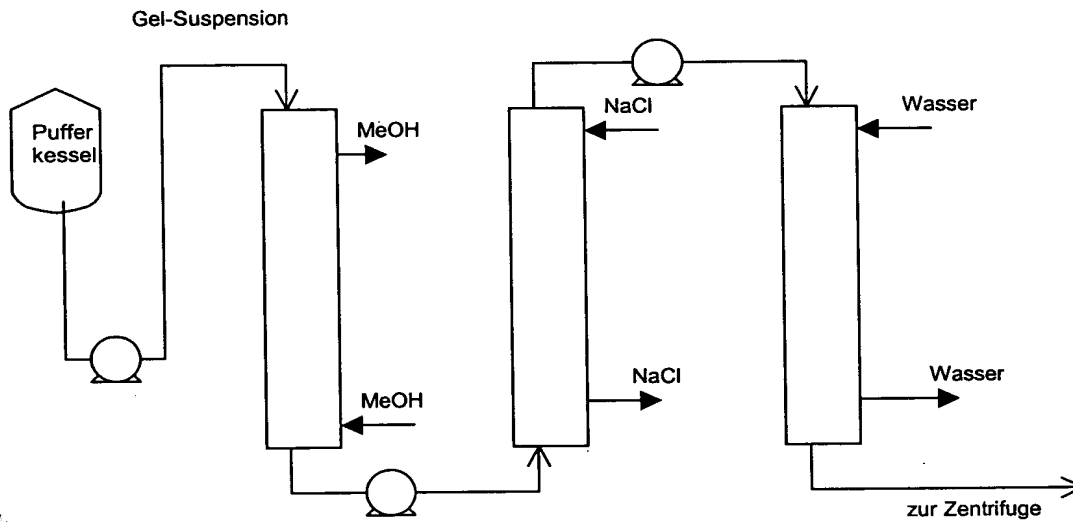 Gel-Suspension
Puffer
kessel
MeOH
MeOH
NaCl
NaCl
Wasser
Wasser
zur Zentrifuge